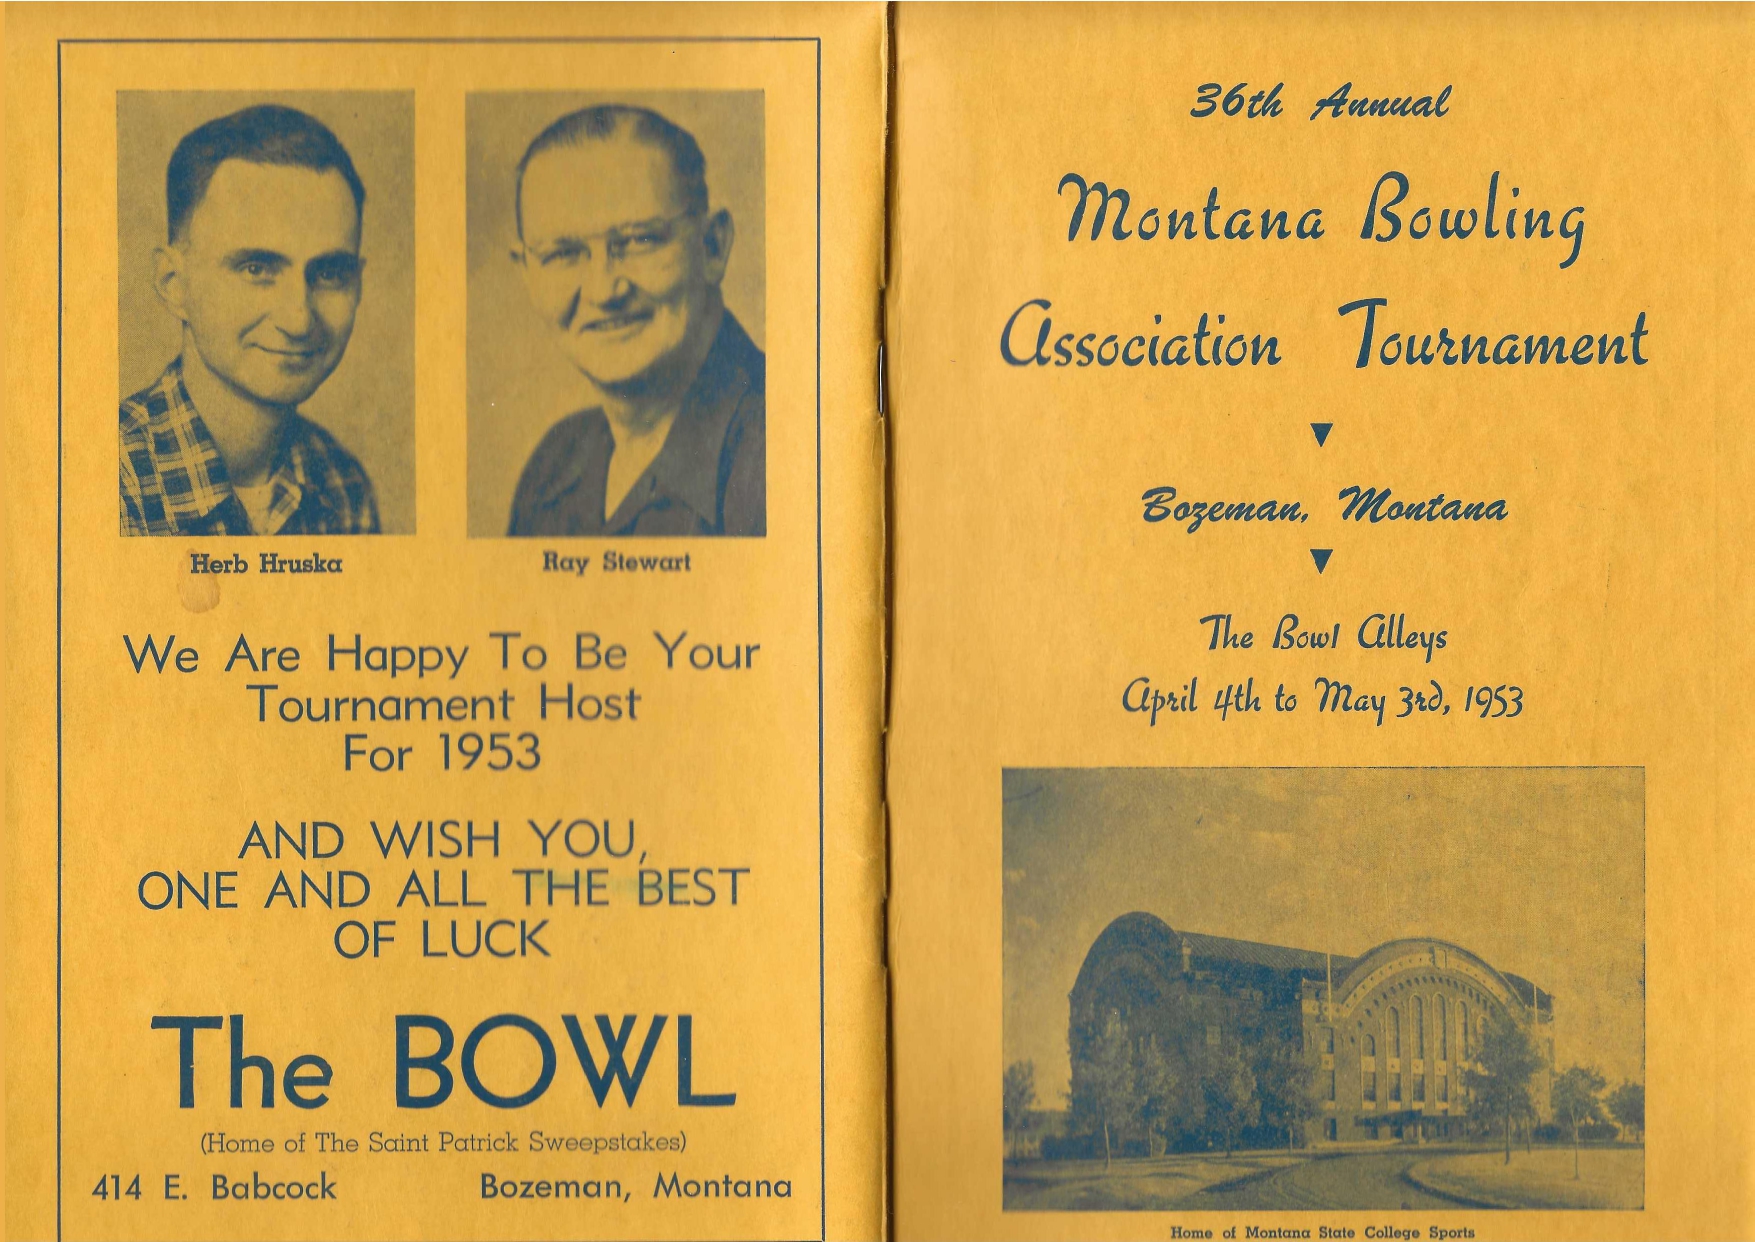 Herb Hruska
Ray Stewart
We Are Happy To Be Your
Tournament Host
For 1953
AND WISH YOU,
ONE AND ALL THE BEST
OF LUCK
The BOWL
(Home of The Saint Patrick Sweepstakes)
414 E. Babcock Bozeman, Montana
36th Annual
Montana Bowling
Association Tournament
Bozeman, Montana
The Bowl Alleys
April 4th to May 3rd, 1953
Home of Montana State College Sports